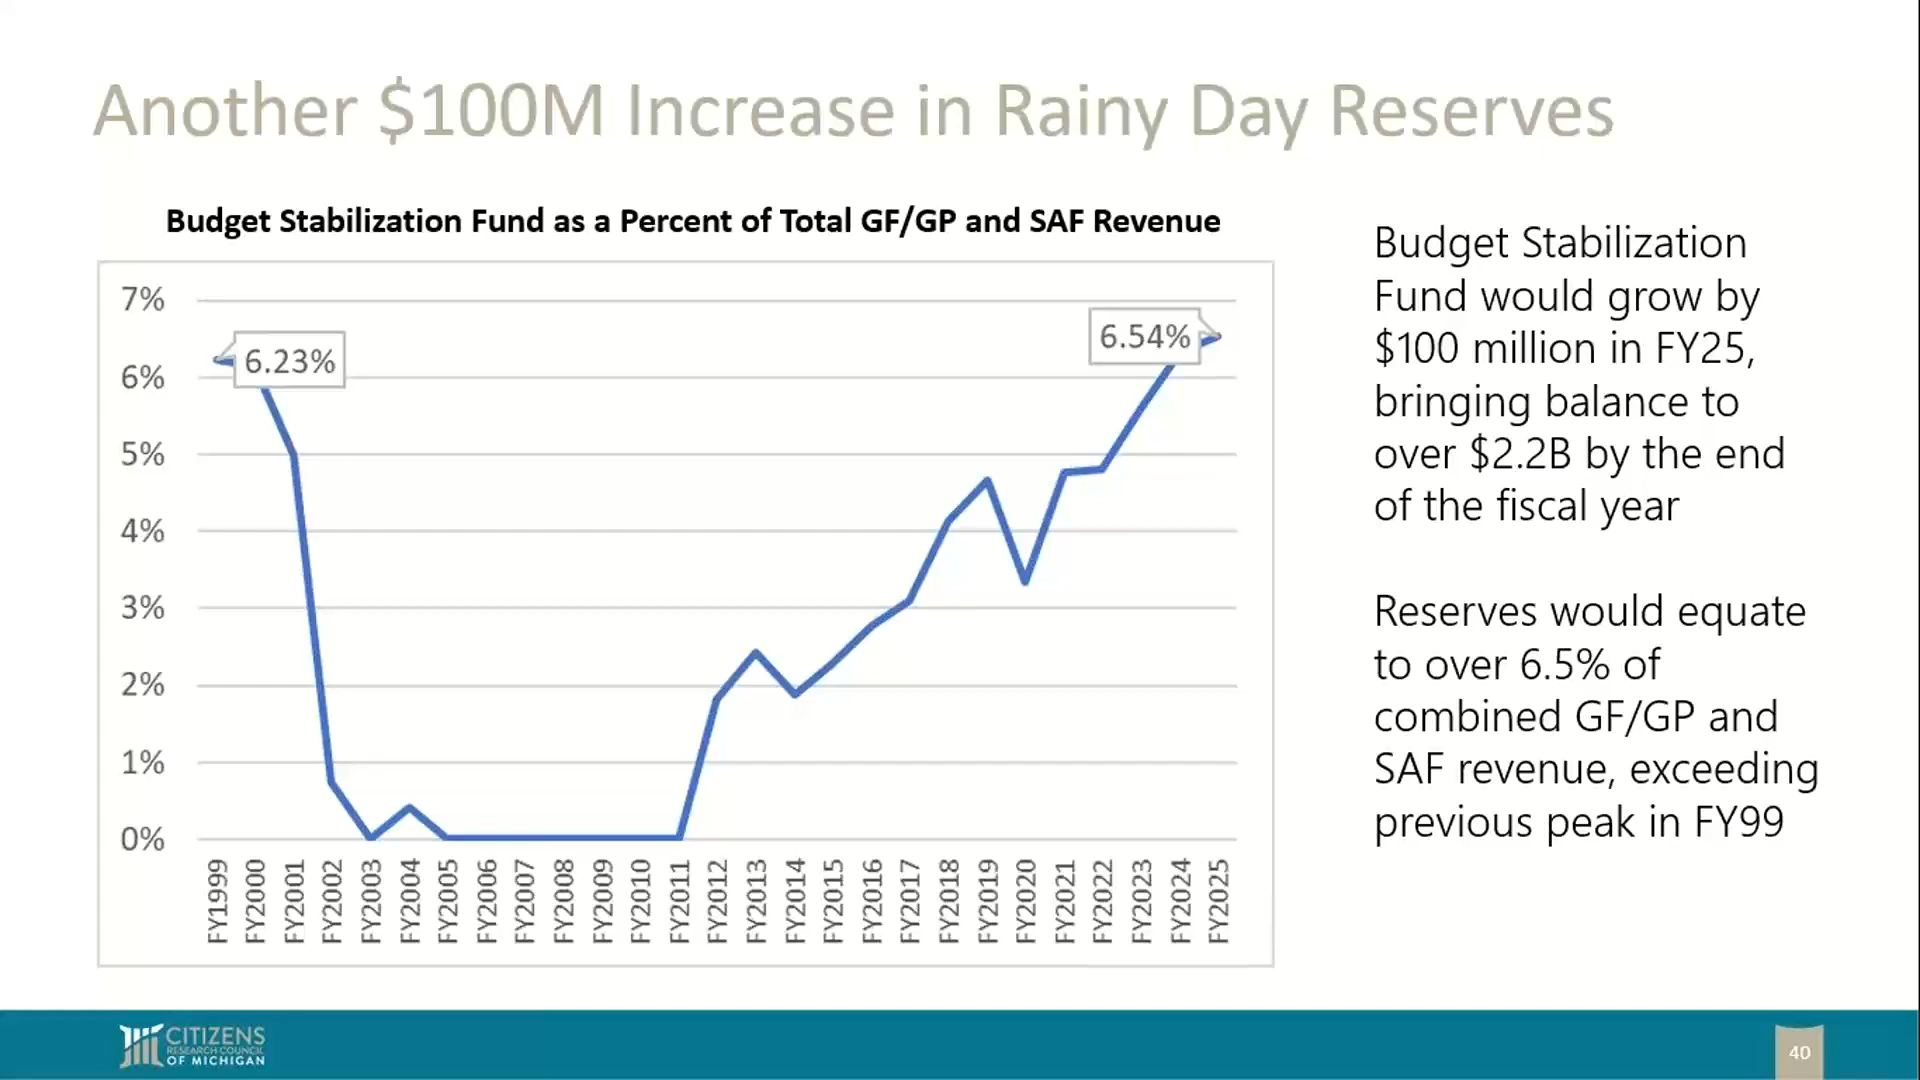 Another $100M Increase in Rainy Day Reserves
Budget Stabilization Fund as a Percent of Total GF/GP and SAF Revenue
7%
6%
5%
4%
3%
2%
1%
0%
6.23%
6.54%
FY1999
FY2000
FY2001
FY2002
FY2003
FY2004
FY2005
FY2006
FY2007
FY2008
FY2009
FY2010
FY2011
FY2012
FY2013
FY2014
FY2015
FY2016
FY2017
FY2018
FY2019
FY2020
FY2021
FY2022
FY2023
FY2024
FY2025
Budget Stabilization
Fund would grow by
$100 million in FY25,
bringing balance to
over $2.2B by the end
of the fiscal year
Reserves would equate
to over 6.5% of
combined GF/GP and
SAF revenue, exceeding
previous peak in FY99
CITIZENS
RESEARCH COUNCIL
OF MICHIGAN
40